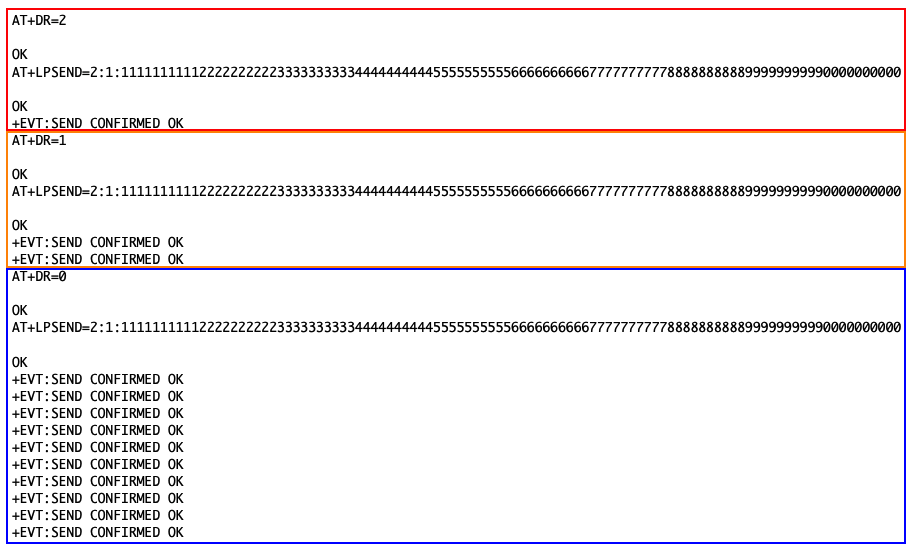 AT+DR=2
OK
AT+LPSEND=2:1:1111111111222222222233333333334444444444555555555566666666667777777777888888888899999999990000000000
OK
+EVT:SEND CONFIRMED OK
AT+DR=1
OK
AT+LPSEND=2:1:1111111111222222222233333333334444444444555555555566666666667777777777888888888899999999990000000000
OK
+EVT:SEND CONFIRMED OK
+EVT:SEND CONFIRMED OK
AT+DR=0
OK
AT+LPSEND=2:1:1111111111222222222233333333334444444444555555555566666666667777777777888888888899999999990000000000
OK
+EVT:SEND CONFIRMED OK
+EVT:SEND CONFIRMED OK
+EVT:SEND CONFIRMED OK
+EVT:SEND CONFIRMED OK
+EVT:SEND CONFIRMED OK
+EVT:SEND CONFIRMED OK
+EVT:SEND CONFIRMED OK
+EVT:SEND CONFIRMED OK
+EVT:SEND CONFIRMED OK
+EVT:SEND CONFIRMED OK